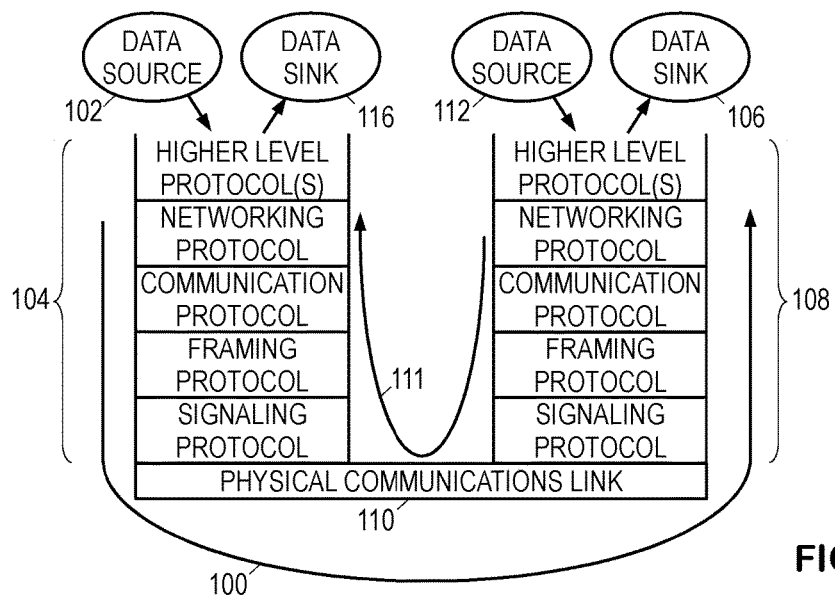 DATA
SOURCE
DATA
SINK
DATA
SOURCE
DATA
SINK
102
116
112
106
HIGHER LEVEL
PROTOCOL(S)
NETWORKING
PROTOCOL
COMMUNICATION
PROTOCOL
FRAMING
PROTOCOL
SIGNALING
PROTOCOL
HIGHER LEVEL
PROTOCOL(S)
NETWORKING
PROTOCOL
COMMUNICATION
PROTOCOL
FRAMING
PROTOCOL
SIGNALING
PROTOCOL
104
108
111
PHYSICAL COMMUNICATIONS LINK
110
100
FIG